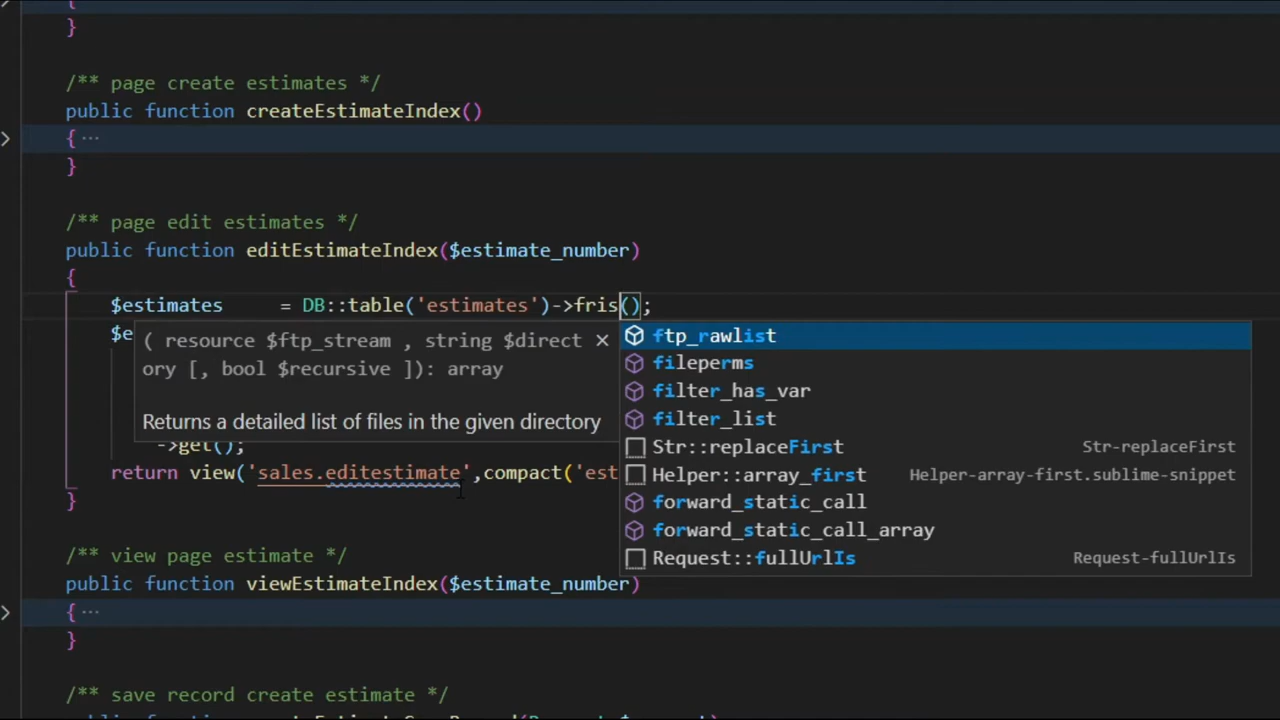 {
}
/** page create estimates */
public function createEstimateIndex()
{ ...
}
/** page edit estimates */
public function editEstimateIndex($estimate_number)
{
$estimates = DB::table('estimates')->fris();
$e
( resource $ftp_stream , string $direct
ory [, bool $recursive ]): array
Returns a detailed list of files in the given directory
ftp_rawlist
fileperms
filter_has_var
filter_list
Str::replaceFirst Str-replaceFirst
Helper::array_first Helper-array-first.sublime-snippet
forward_static_call
forward_static_call_array
Request::fullUrlIs Request-fullUrlIs
->get();
return view('sales.editestimate',compact('est
}
/** view page estimate */
public function viewEstimateIndex($estimate_number)
{ ...
}
/** save record create estimate */